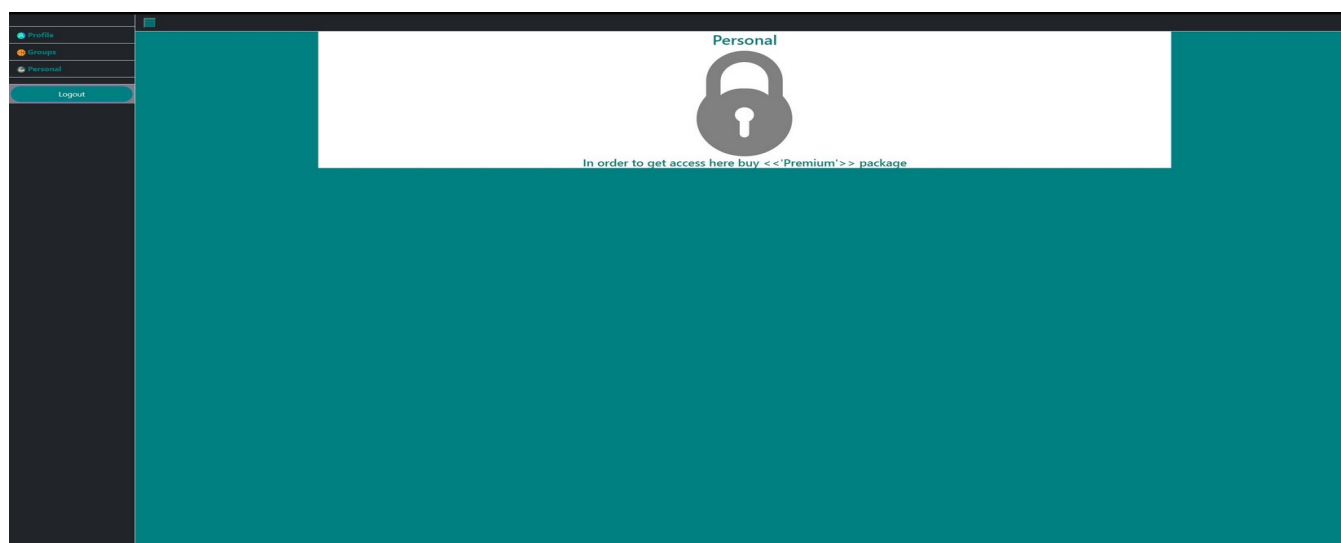 Profile
Groups
Personal
Logout
Personal
In order to get access here buy <<'Premium'>> package